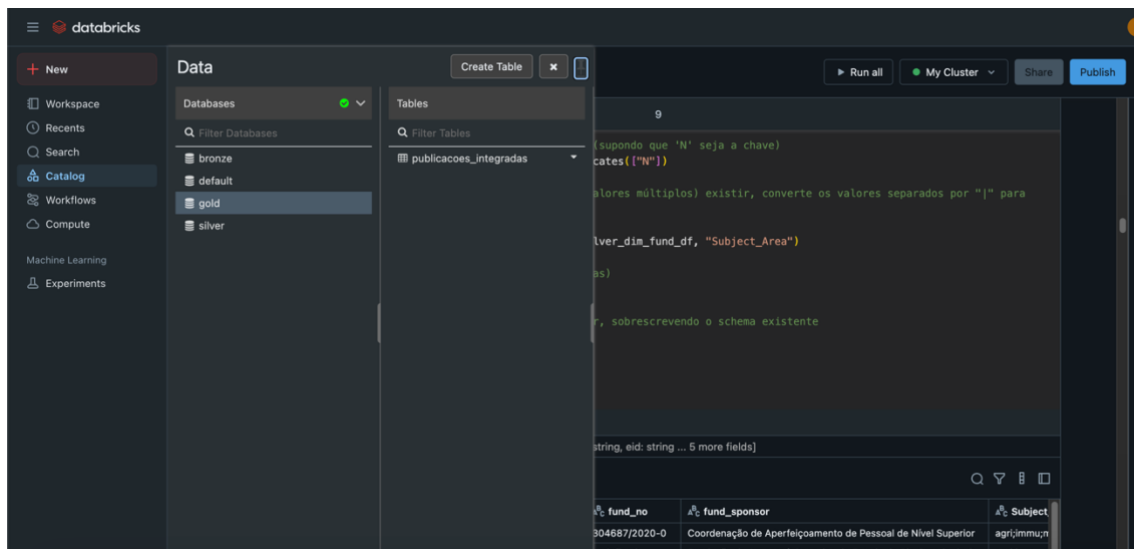 databricks
New
Workspace
Recents
Search
Catalog
Workflows
Compute
Machine Learning
Experiments
Data
Create Table
Databases
Filter Databases
bronze
default
gold
silver
Tables
Filter Tables
publicacoes_integradas
Run all
My Cluster
Share
Publish
9
(supondo que 'N' seja a chave)
cates(["N"])
alores múltiplos) existir, converte os valores separados por "|" para
lver_dim_fund_df, "Subject_Area")
as)
r, sobrescrevendo o schema existente
string, eid: string ... 5 more fields]
fund_no
fund_sponsor
Subject
304687/2020-0
Coordenação de Aperfeiçoamento de Pessoal de Nível Superior
agri;immu;m